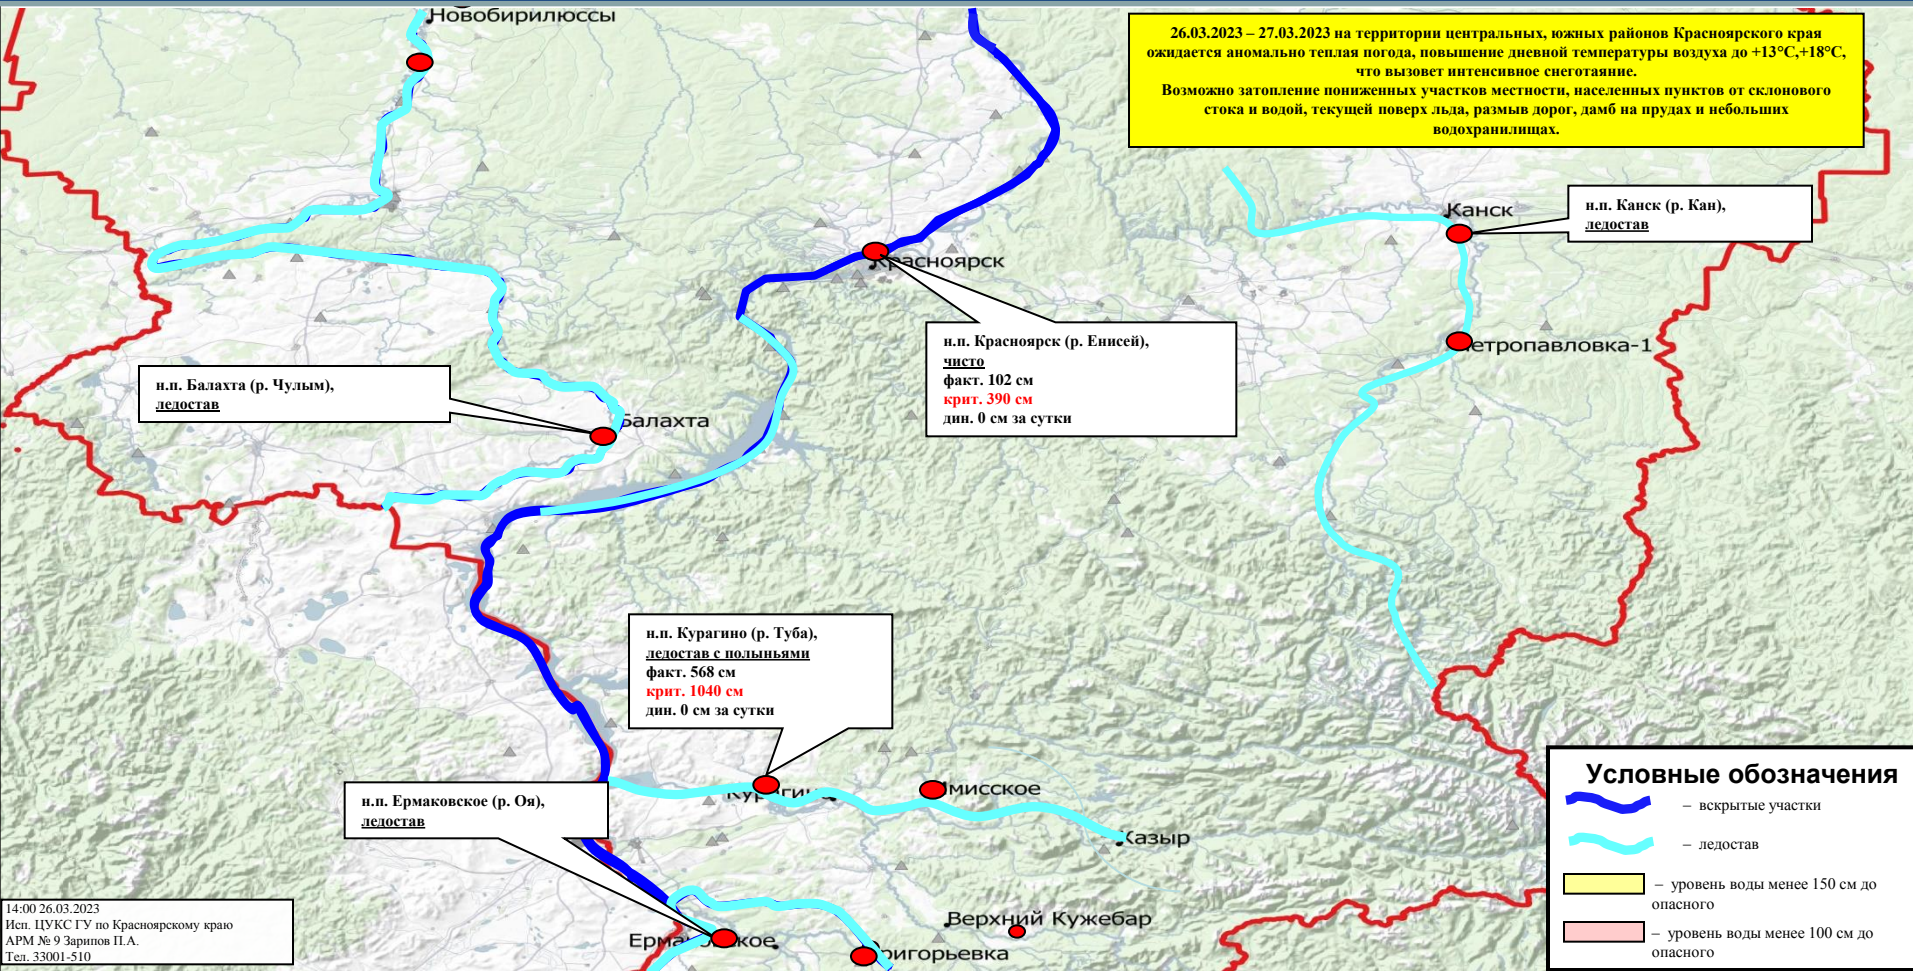 Новобирилюссы
26.03.2023 – 27.03.2023 на территории центральных, южных районов Красноярского края
ожидается аномально теплая погода, повышение дневной температуры воздуха до +13°С,+18°С,
что вызовет интенсивное снеготаяние.
Возможно затопление пониженных участков местности, населенных пунктов от склонового
стока и водой, текущей поверх льда, размыв дорог, дамб на прудах и небольших
водохранилищах.
Канск
н.п. Канск (р. Кан),
ледостав
Красноярск
н.п. Красноярск (р. Енисей),
чисто
факт. 102 см
крит. 390 см
дин. 0 см за сутки
етропавловка-1
н.п. Балахта (р. Чулым),
ледостав
Балахта
н.п. Курагино (р. Туба),
ледостав с полыньями
факт. 568 см
крит. 1040 см
дин. 0 см за сутки
Курагино
мисское
Казыр
н.п. Ермаковское (р. Оя),
ледостав
Верхний Кужебар
Ермаковское
ригорьевка
Условные обозначения
– вскрытые участки
– ледостав
– уровень воды менее 150 см до
опасного
– уровень воды менее 100 см до
опасного
14:00 26.03.2023
Исп. ЦУКС ГУ по Красноярскому краю
АРМ № 9 Зарипов П.А.
Тел. 33001-510